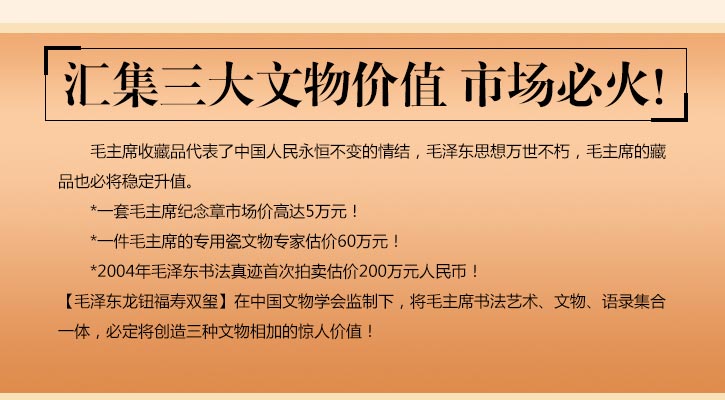 汇集三大文物价值 市场必火!
毛主席收藏品代表了中国人民永恒不变的情结，毛泽东思想万世不朽，毛主席的藏
品也必将稳定升值。
*一套毛主席纪念章市场价高达5万元！
*一件毛主席的专用瓷文物专家估价60万元！
*2004年毛泽东书法真迹首次拍卖估价200万元人民币！
【毛泽东龙钮福寿双玺】在中国文物学会监制下，将毛主席书法艺术、文物、语录集合
一体，必定将创造三种文物相加的惊人价值！